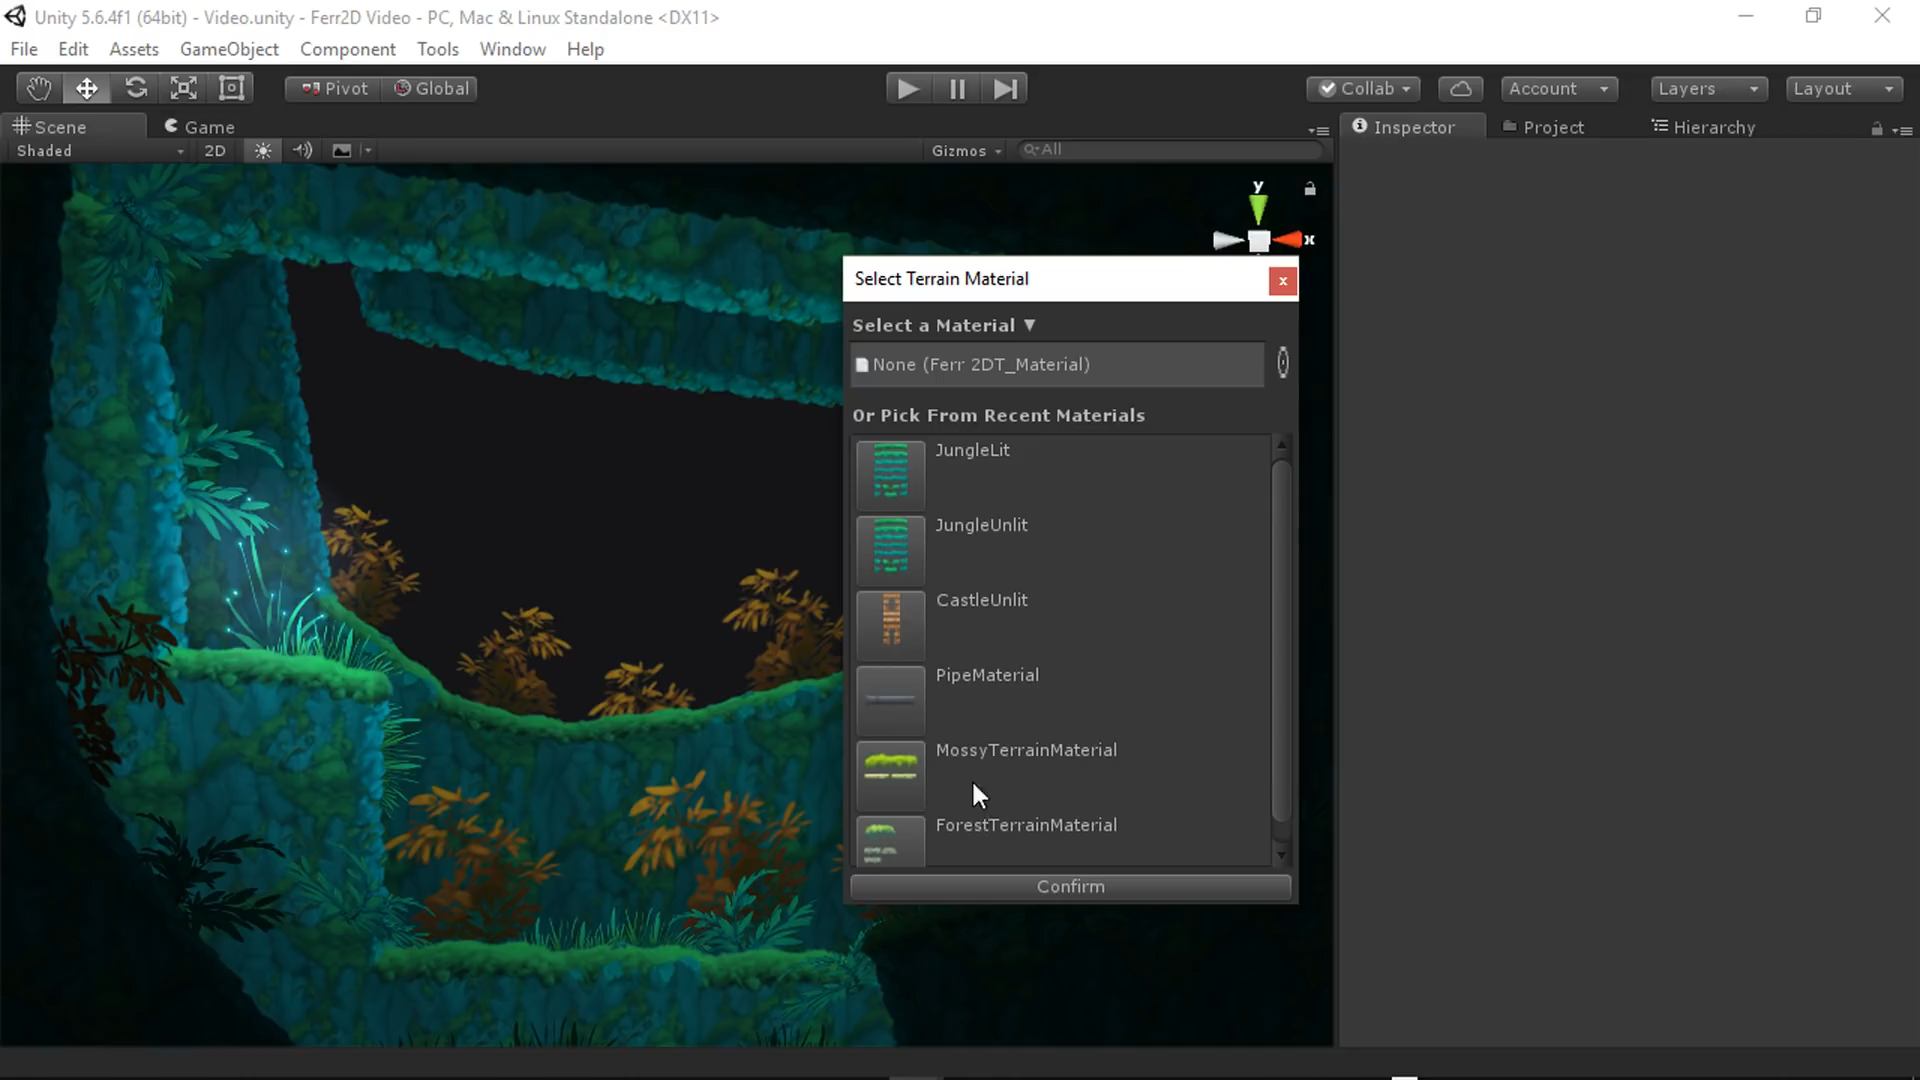 Unity 5.6.4f1 (64bit) - Video.unity - Ferr2D Video - PC, Mac & Linux Standalone <DX11>
File Edit Assets GameObject Component Tools Window Help
Pivot Global Collab Account Layers Layout
Scene Game Inspector Project Hierarchy
Shaded 2D Gizmos All
y
x
Select Terrain Material
x
Select a Material
None (Ferr 2DT_Material)
Or Pick From Recent Materials
JungleLit
JungleUnlit
CastleUnlit
PipeMaterial
MossyTerrainMaterial
ForestTerrainMaterial
Confirm